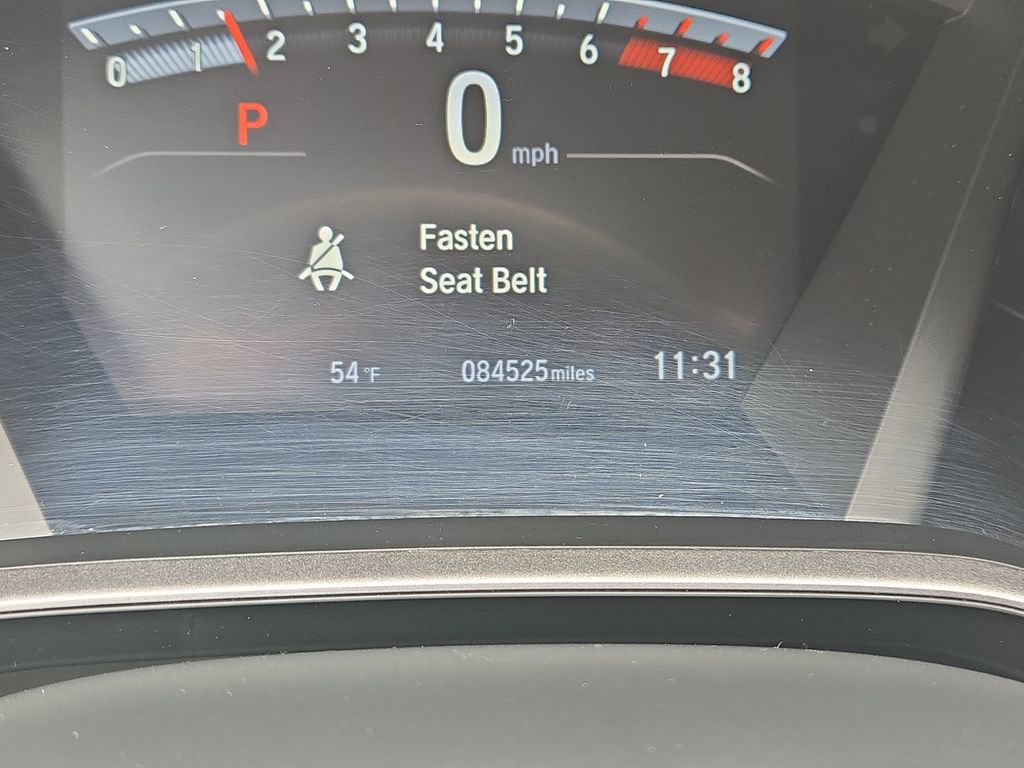 0 1 2 3 4 5 6 7 8
P 0 mph
Fasten
Seat Belt
54°F 084525miles 11:31